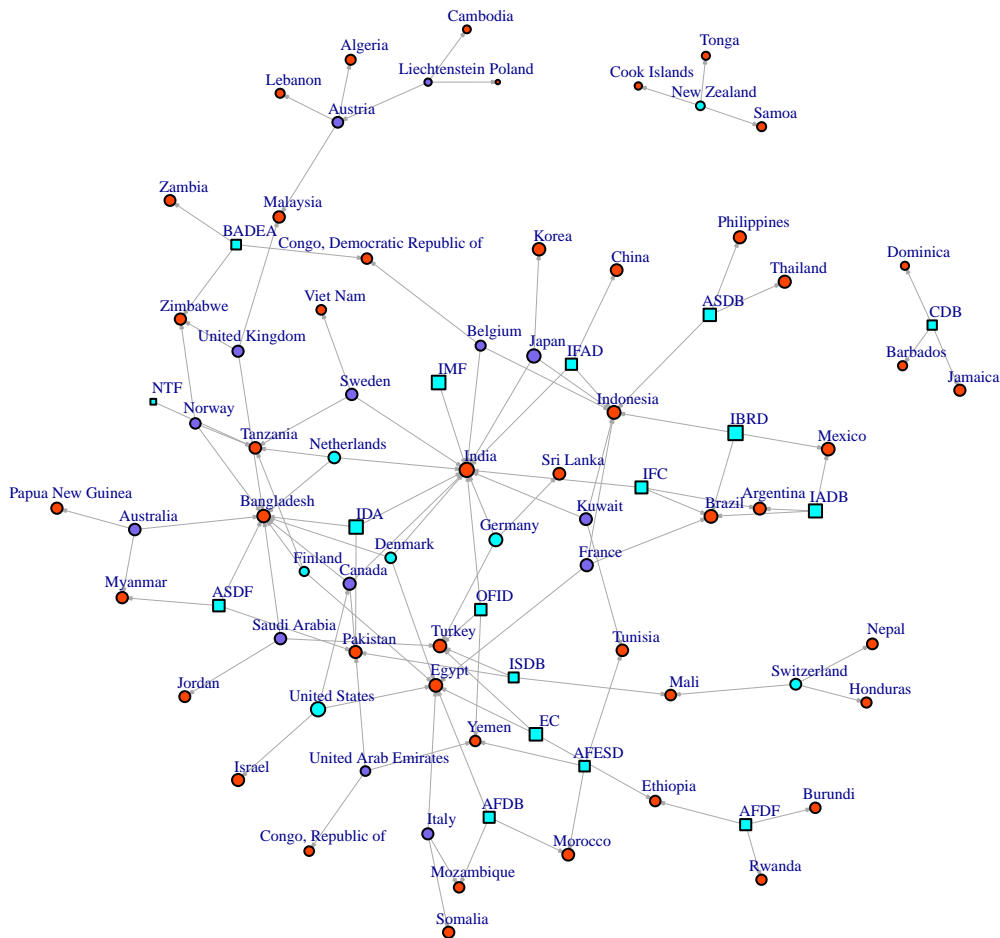 Cambodia
Tonga
Algeria
Liechtenstein Poland
Cook Islands
Lebanon
New Zealand
Austria
Samoa
Zambia
Malaysia
Philippines
BADEA
Congo, Democratic Republic of
Korea
China
Dominica
Thailand
Viet Nam
ASDB
Zimbabwe
CDB
United Kingdom
Belgium
Japan
IFAD
Barbados
IMF
Jamaica
NTF
Sweden
Indonesia
Norway
IBRD
Tanzania
Mexico
Netherlands
India
Sri Lanka
IFC
Papua New Guinea
Bangladesh
Argentina
IADB
Brazil
Australia
IDA
Germany
Kuwait
Denmark
France
Finland
Canada
Myanmar
ASDF
OFID
Saudi Arabia
Pakistan
Turkey
Tunisia
Nepal
ISDB
Egypt
Switzerland
Jordan
Mali
United States
Honduras
EC
Yemen
United Arab Emirates
AFESD
Israel
Ethiopia
Burundi
AFDB
AFDF
Italy
Congo, Republic of
Morocco
Mozambique
Rwanda
Somalia